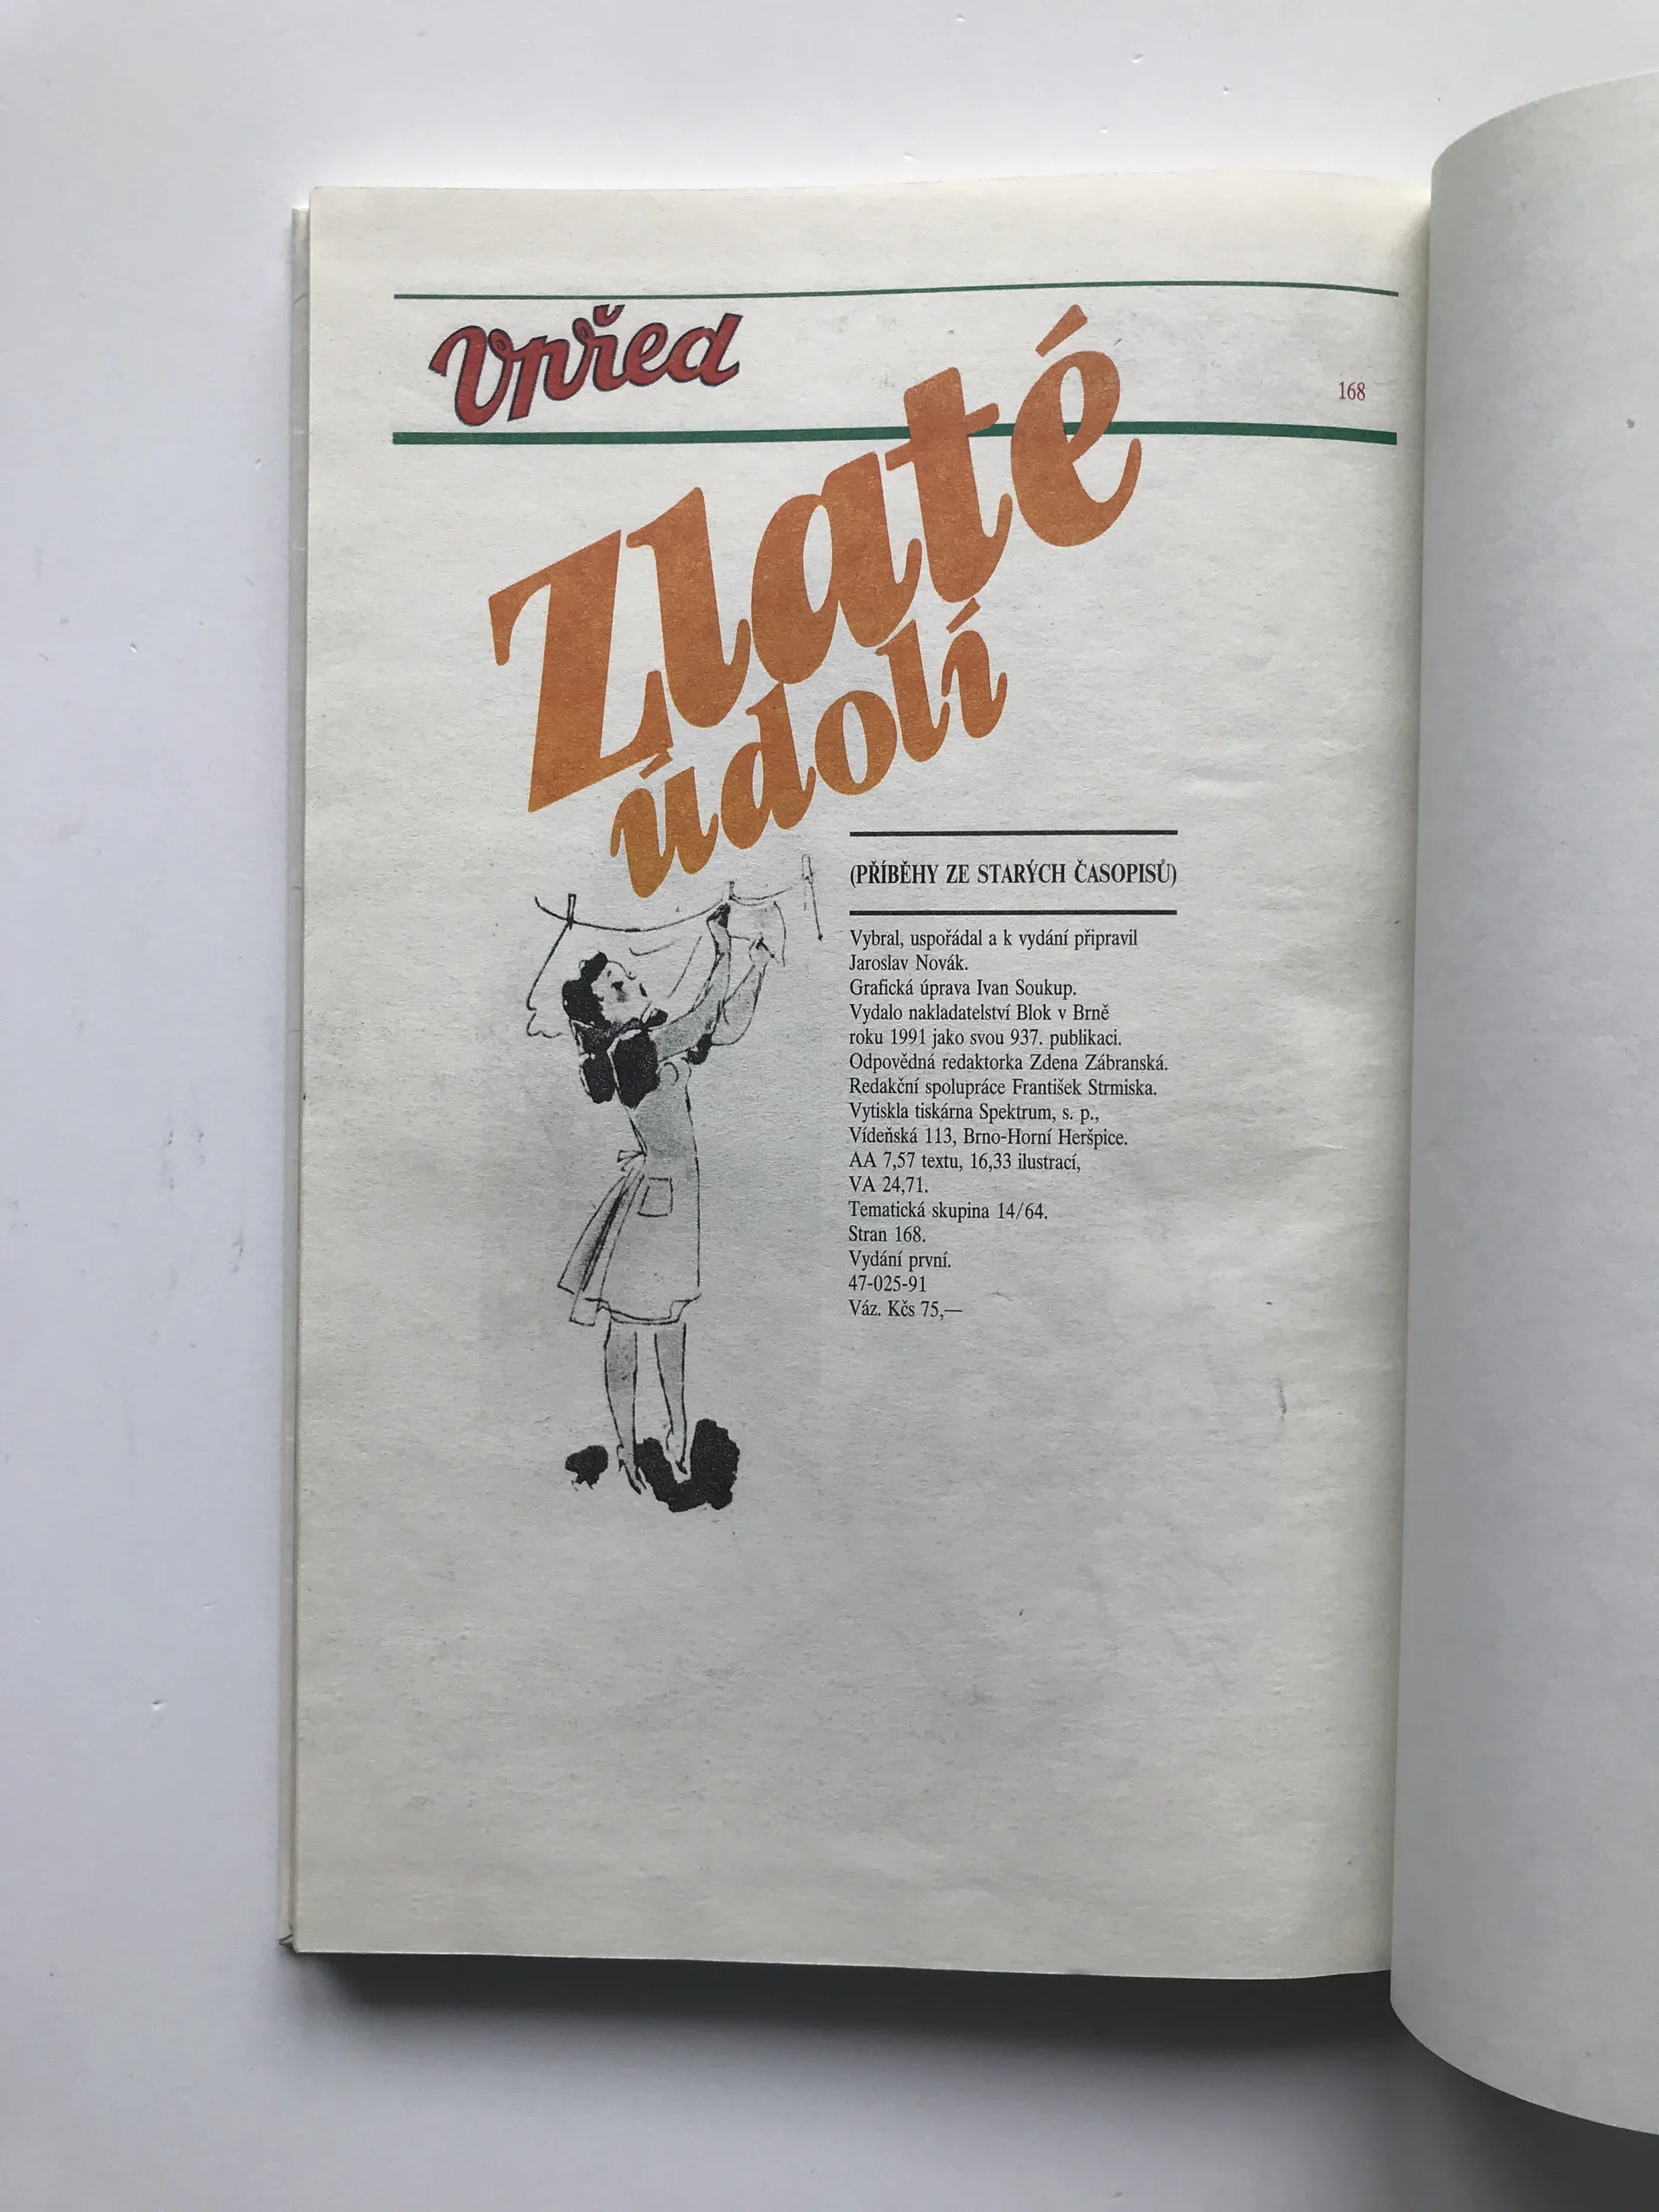 Vpřed
168
Zlaté
údolí
(PŘÍBĚHY ZE STARÝCH ČASOPISŮ)
Vybral, uspořádal a k vydání připravil
Jaroslav Novák.
Grafická úprava Ivan Soukup.
Vydalo nakladatelství Blok v Brně
roku 1991 jako svou 937. publikaci.
Odpovědná redaktorka Zdena Zábranská.
Redakční spolupráce František Strmiska.
Vytiskla tiskárna Spektrum, s. p.,
Vídeňská 113, Brno-Horní Heršpice.
AA 7,57 textu, 16,33 ilustrací,
VA 24,71.
Tematická skupina 14/64.
Stran 168.
Vydání první.
47-025-91
Váz. Kčs 75,—